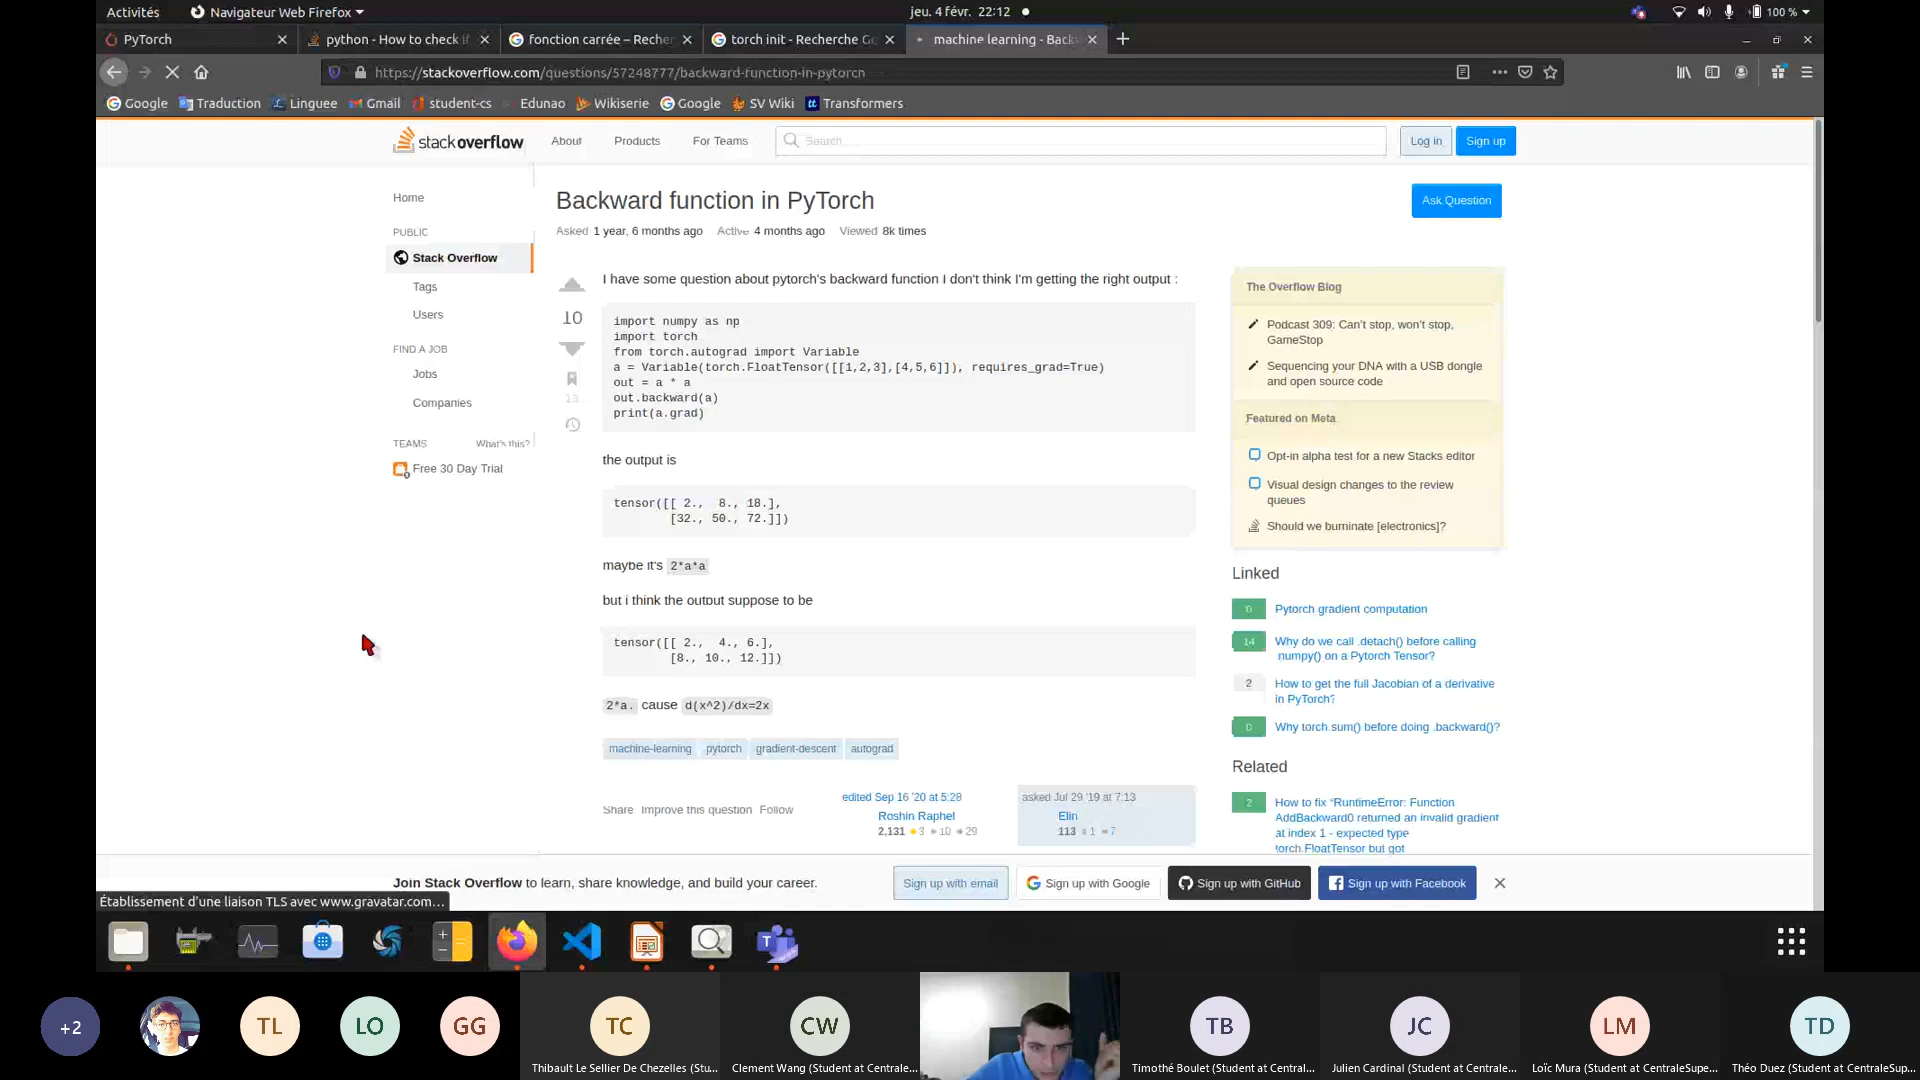 Activités
Navigateur Web Firefox
jeu. 4 févr. 22:12
100 %
PyTorch
python - How to check if
fonction carrée – Recher
torch init - Recherche Go
machine learning - Back
https://stackoverflow.com/questions/57248777/backward-function-in-pytorch
Google
Traduction
Linguee
Gmail
student-cs
Edunao
Wikiserie
Google
SV Wiki
Transformers
stackoverflow
About
Products
For Teams
Search...
Log in
Sign up
Home
PUBLIC
Stack Overflow
Tags
Users
FIND A JOB
Jobs
Companies
TEAMS
What's this?
Free 30 Day Trial
Backward function in PyTorch
Ask Question
Asked 1 year, 6 months ago Active 4 months ago Viewed 8k times
I have some question about pytorch's backward function I don't think I'm getting the right output :
10
13
import numpy as np
import torch
from torch.autograd import Variable
a = Variable(torch.FloatTensor([[1,2,3],[4,5,6]]), requires_grad=True)
out = a * a
out.backward(a)
print(a.grad)
the output is
tensor([[ 2., 8., 18.],
[32., 50., 72.]])
maybe it's 2*a*a
but i think the output suppose to be
tensor([[ 2., 4., 6.],
[8., 10., 12.]])
2*a. cause d(x^2)/dx=2x
machine-learning
pytorch
gradient-descent
autograd
Share Improve this question Follow
edited Sep 16 '20 at 5:28
Roshin Raphel
2,131 3 10 29
asked Jul 29 '19 at 7:13
Elin
113 1 7
The Overflow Blog
Podcast 309: Can't stop, won't stop,
GameStop
Sequencing your DNA with a USB dongle
and open source code
Featured on Meta
Opt-in alpha test for a new Stacks editor
Visual design changes to the review
queues
Should we burninate [electronics]?
Linked
0
Pytorch gradient computation
14
Why do we call .detach() before calling
.numpy() on a Pytorch Tensor?
2
How to get the full Jacobian of a derivative
in PyTorch?
0
Why torch.sum() before doing .backward()?
Related
2
How to fix "RuntimeError: Function
AddBackward0 returned an invalid gradient
at index 1 - expected type
torch.FloatTensor but got
Join Stack Overflow to learn, share knowledge, and build your career.
Sign up with email
Sign up with Google
Sign up with GitHub
Sign up with Facebook
Établissement d'une liaison TLS avec www.gravatar.com…
+2
TL
LO
GG
TC
CW
TB
JC
LM
TD
Thibault Le Sellier De Chezelles (Stu...
Clement Wang (Student at Centrale...
Timothé Boulet (Student at Central...
Julien Cardinal (Student at Centrale...
Loïc Mura (Student at CentraleSupe...
Théo Duez (Student at CentraleSup...